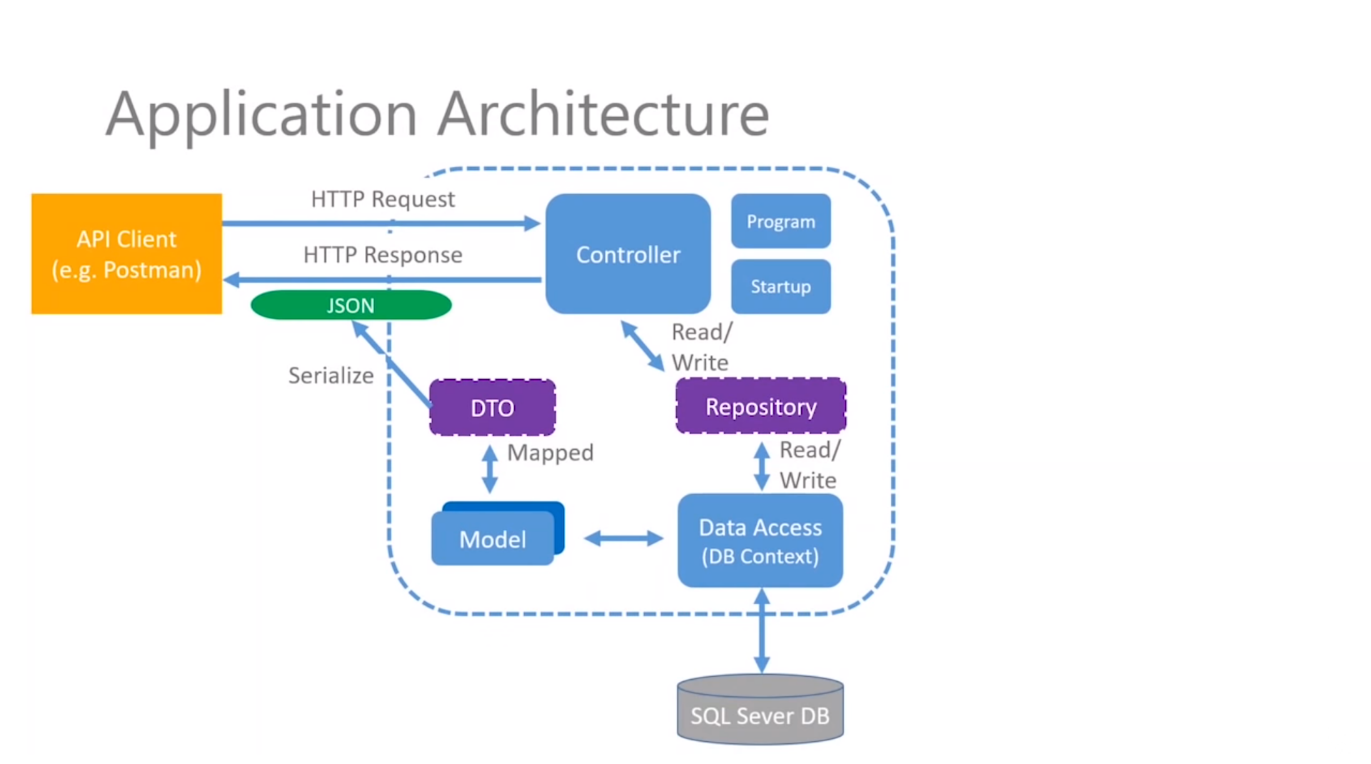 Application Architecture
HTTP Request
API Client
(e.g. Postman)
HTTP Response
JSON
Controller
Program
Startup
Serialize
Read/
Write
DTO
Repository
Mapped
Read/
Write
Model
Data Access
(DB Context)
SQL Sever DB